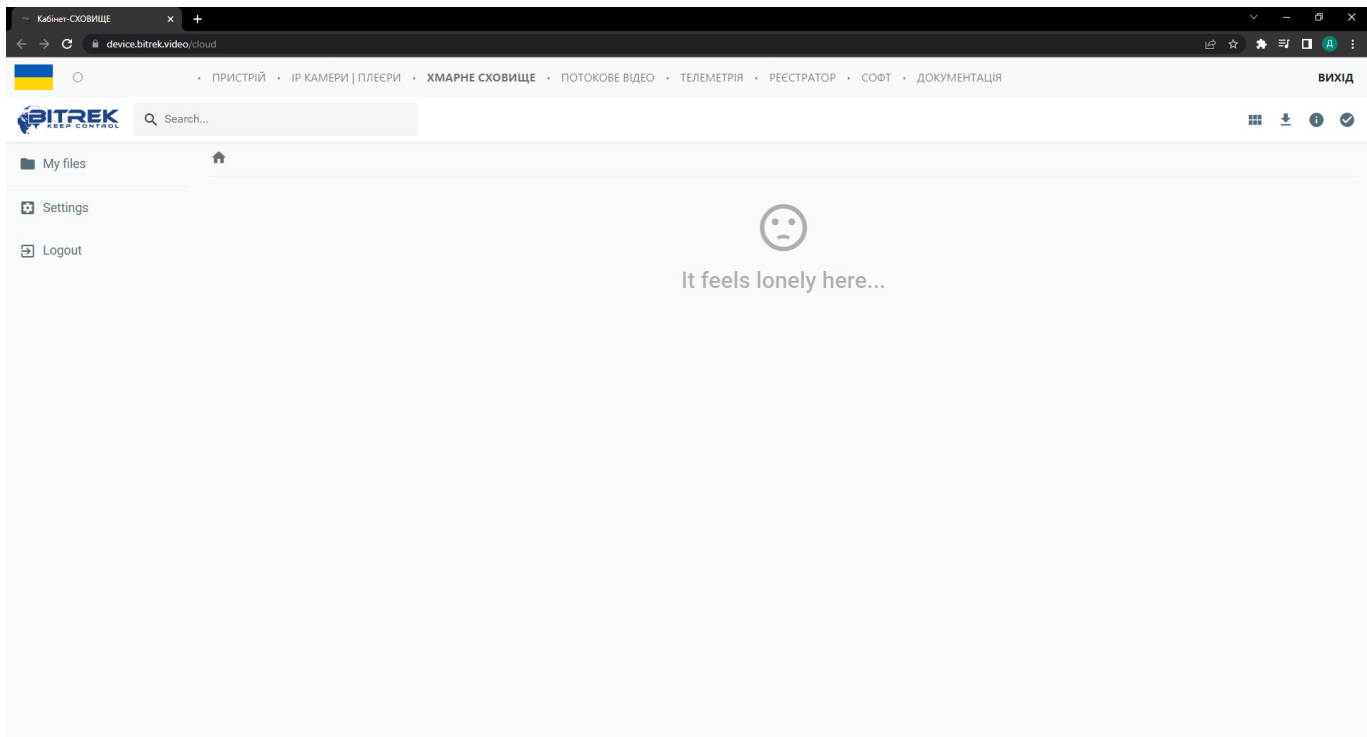 Кабінет-СХОВИЩЕ
device.bitrek.video/cloud
Д
• ПРИСТРІЙ • IP КАМЕРИ | ПЛЕЄРИ • ХМАРНЕ СХОВИЩЕ • ПОТОКОВЕ ВІДЕО • ТЕЛЕМЕТРІЯ • РЕЄСТРАТОР • СОФТ • ДОКУМЕНТАЦІЯ
ВИХІД
BITREK
KEEP CONTROL
Search...
My files
Settings
Logout
It feels lonely here...